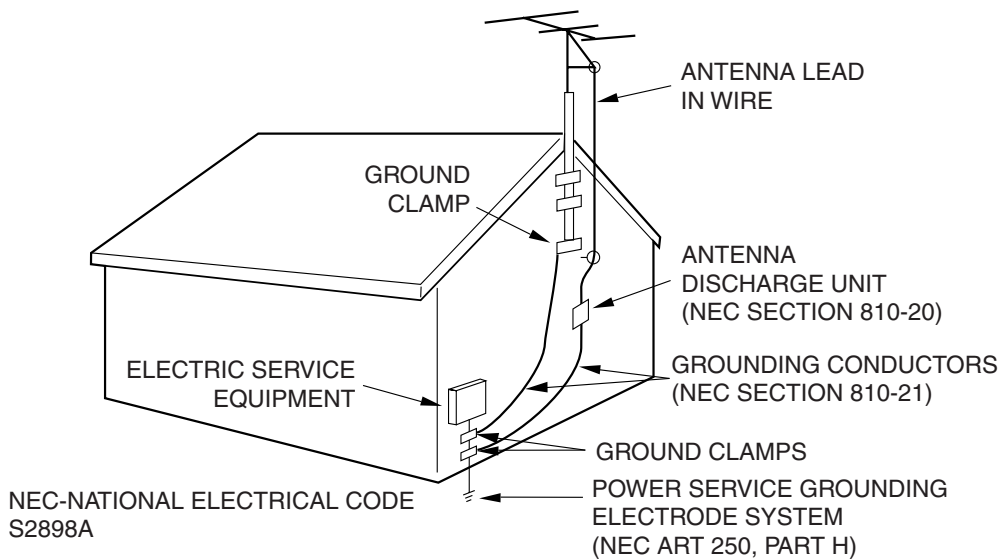 ANTENNA LEAD
IN WIRE
GROUND
CLAMP
ANTENNA
DISCHARGE UNIT
(NEC SECTION 810-20)
ELECTRIC SERVICE
EQUIPMENT
GROUNDING CONDUCTORS
(NEC SECTION 810-21)
GROUND CLAMPS
NEC-NATIONAL ELECTRICAL CODE
S2898A
POWER SERVICE GROUNDING
ELECTRODE SYSTEM
(NEC ART 250, PART H)